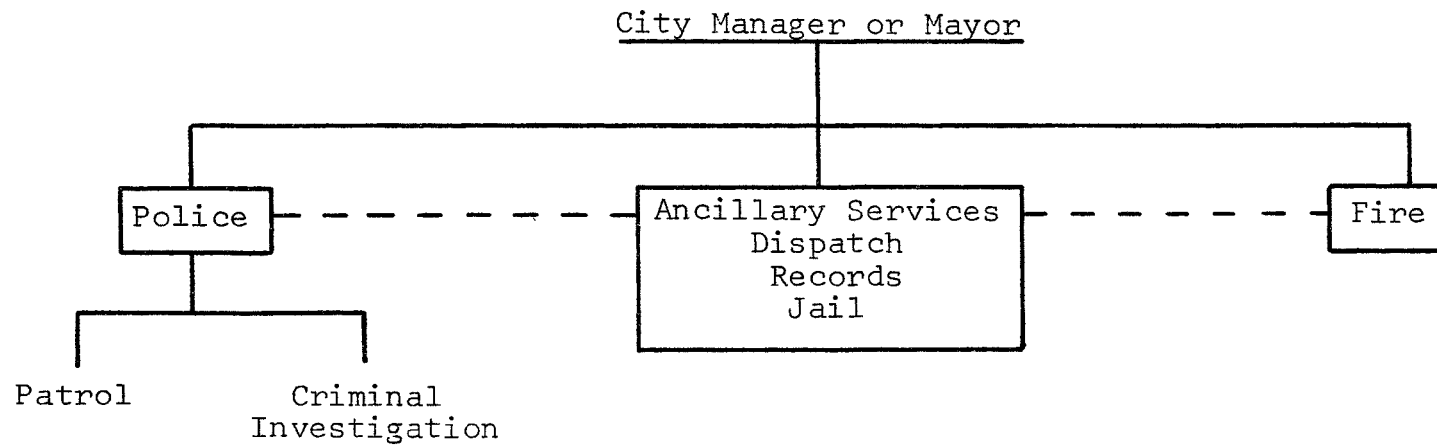 City Manager or Mayor
Police
Ancillary Services
Dispatch
Records
Jail
Fire
Patrol
Criminal
Investigation